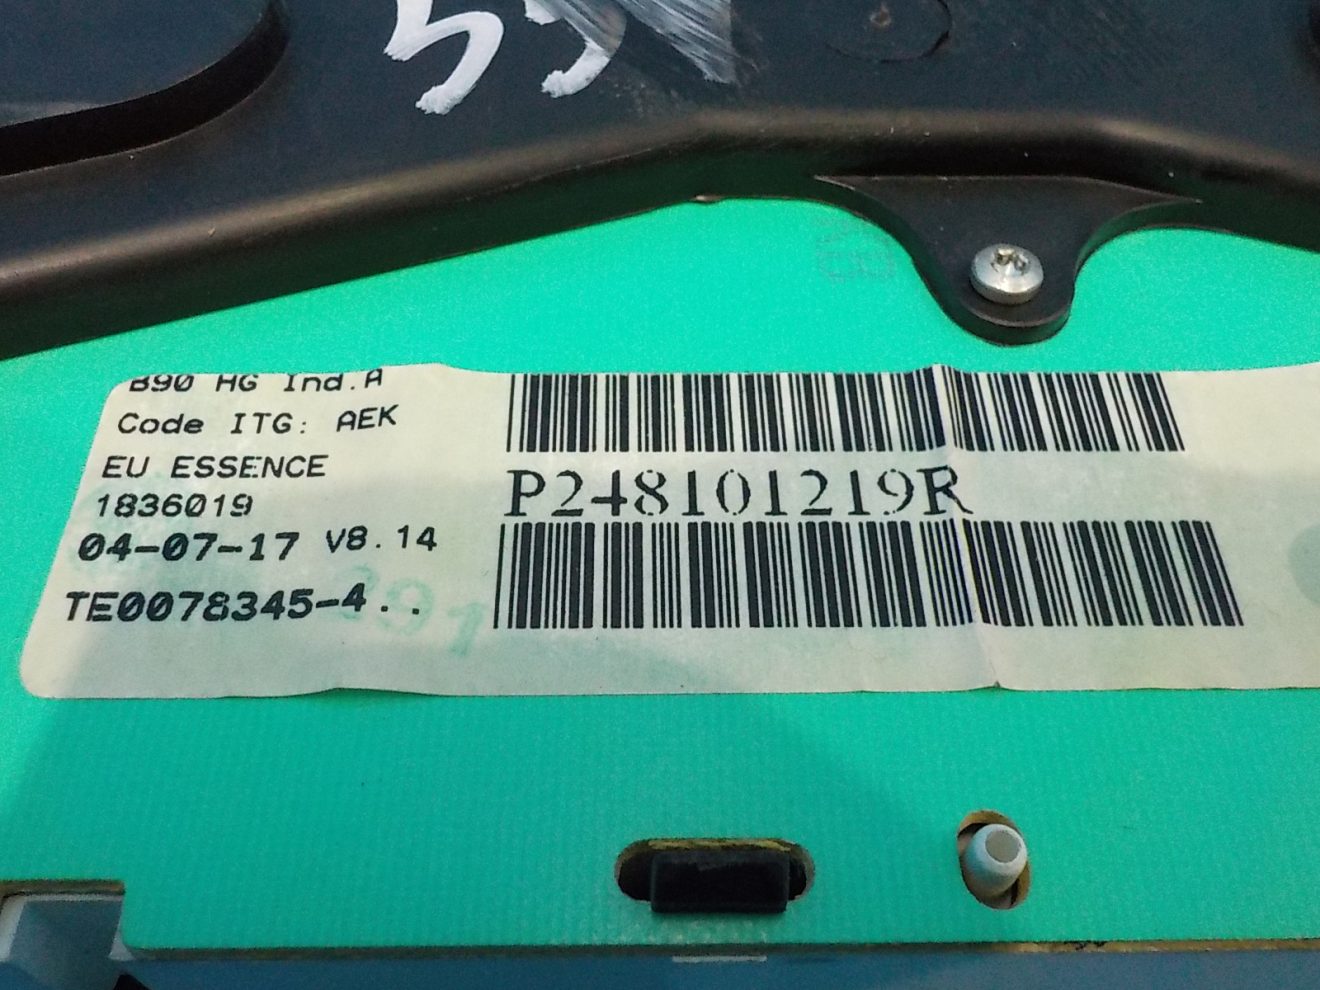 B90 HG Ind.A
Code ITG: AEK
EU ESSENCE
1836019
04-07-17 V8.14
TE0078345-4..
P248101219R